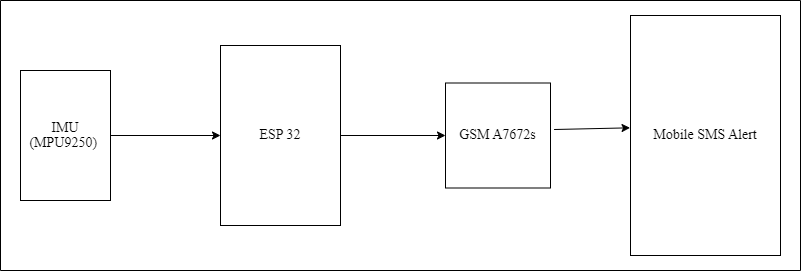 IMU
(MPU9250)
ESP 32
GSM A7672s
Mobile SMS Alert